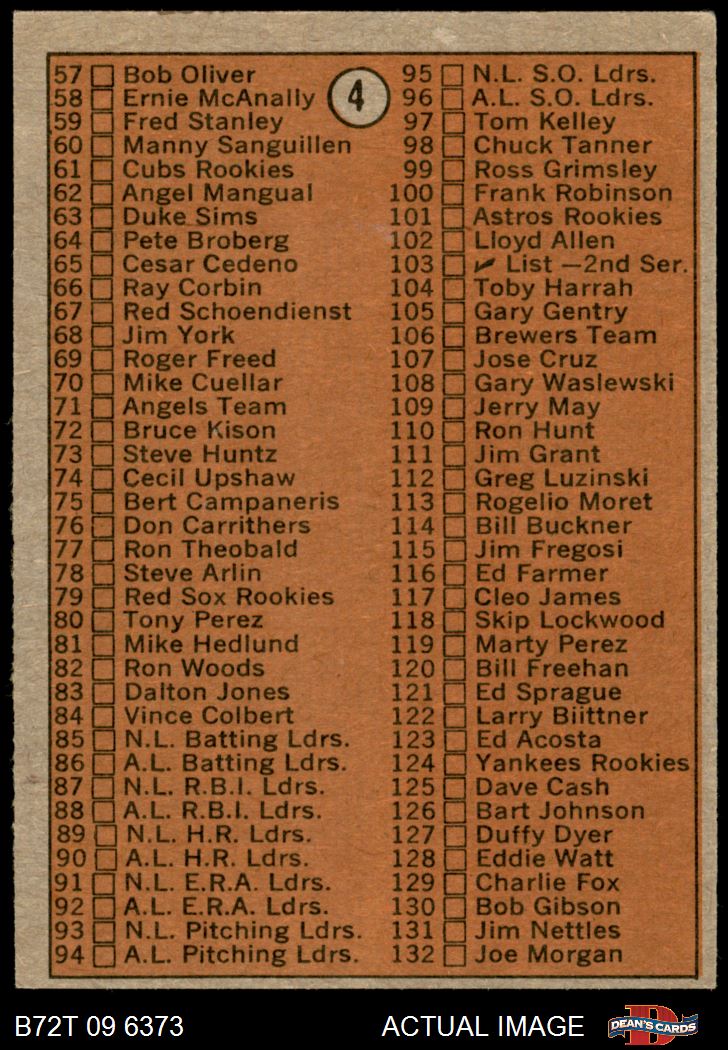 4
57 Bob Oliver
58 Ernie McAnally
59 Fred Stanley
60 Manny Sanguillen
61 Cubs Rookies
62 Angel Mangual
63 Duke Sims
64 Pete Broberg
65 Cesar Cedeno
66 Ray Corbin
67 Red Schoendienst
68 Jim York
69 Roger Freed
70 Mike Cuellar
71 Angels Team
72 Bruce Kison
73 Steve Huntz
74 Cecil Upshaw
75 Bert Campaneris
76 Don Carrithers
77 Ron Theobald
78 Steve Arlin
79 Red Sox Rookies
80 Tony Perez
81 Mike Hedlund
82 Ron Woods
83 Dalton Jones
84 Vince Colbert
85 N.L. Batting Ldrs.
86 A.L. Batting Ldrs.
87 N.L. R.B.I. Ldrs.
88 A.L. R.B.I. Ldrs.
89 N.L. H.R. Ldrs.
90 A.L. H.R. Ldrs.
91 N.L. E.R.A. Ldrs.
92 A.L. E.R.A. Ldrs.
93 N.L. Pitching Ldrs.
94 A.L. Pitching Ldrs.
95 N.L. S.O. Ldrs.
96 A.L. S.O. Ldrs.
97 Tom Kelley
98 Chuck Tanner
99 Ross Grimsley
100 Frank Robinson
101 Astros Rookies
102 Lloyd Allen
103 ✔ List —2nd Ser.
104 Toby Harrah
105 Gary Gentry
106 Brewers Team
107 Jose Cruz
108 Gary Waslewski
109 Jerry May
110 Ron Hunt
111 Jim Grant
112 Greg Luzinski
113 Rogelio Moret
114 Bill Buckner
115 Jim Fregosi
116 Ed Farmer
117 Cleo James
118 Skip Lockwood
119 Marty Perez
120 Bill Freehan
121 Ed Sprague
122 Larry Biittner
123 Ed Acosta
124 Yankees Rookies
125 Dave Cash
126 Bart Johnson
127 Duffy Dyer
128 Eddie Watt
129 Charlie Fox
130 Bob Gibson
131 Jim Nettles
132 Joe Morgan
B72T 09 6373 ACTUAL IMAGE
D
DEAN'S CARDS